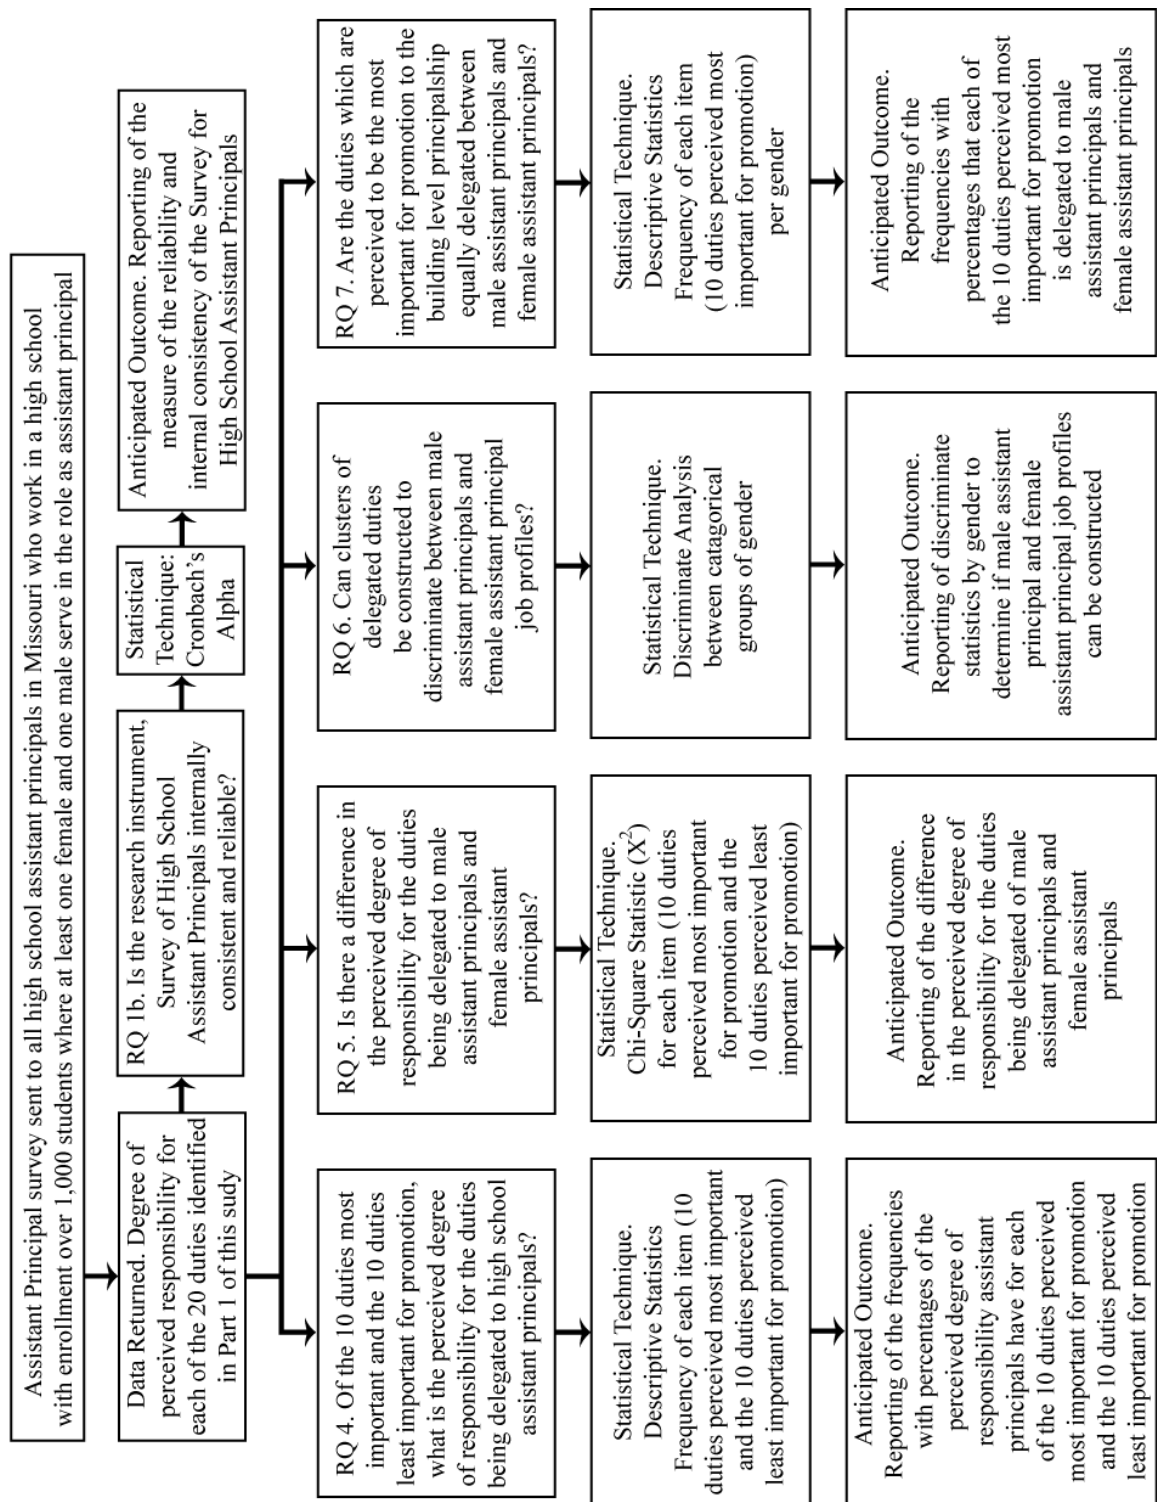 Assistant Principal survey sent to all high school assistant principals in Missouri who work in a high school
with enrollment over 1,000 students where at least one female and one male serve in the role as assistant principal
Data Returned. Degree of
perceived responsibility for
each of the 20 duties identified
in Part 1 of this study
RQ 1b. Is the research instrument,
Survey of High School
Assistant Principals internally
consistent and reliable?
Statistical
Technique:
Cronbach's
Alpha
Anticipated Outcome. Reporting of the
measure of the reliability and
internal consistency of the Survey for
High School Assistant Principals
RQ 4. Of the 10 duties most
important and the 10 duties
least important for promotion,
what is the perceived degree
of responsibility for the duties
being delegated to high school
assistant principals?
RQ 5. Is there a difference in
the perceived degree of
responsibility for the duties
being delegated to male
assistant principals and
female assistant
principals?
RQ 6. Can clusters of
delegated duties
be constructed to
discriminate between male
assistant principals and
female assistant principal
job profiles?
RQ 7. Are the duties which are
perceived to be the most
important for promotion to the
building level principalship
equally delegated between
male assistant principals and
female assistant principals?
Statistical Technique.
Descriptive Statistics
Frequency of each item (10
duties perceived most important
and the 10 duties perceived
least important for promotion)
Statistical Technique.
Chi-Square Statistic (X²)
for each item (10 duties
perceived most important
for promotion and the
10 duties perceived least
important for promotion)
Statistical Technique.
Discriminate Analysis
between catagorical
groups of gender
Statistical Technique.
Descriptive Statistics
Frequency of each item
(10 duties perceived most
important for promotion)
per gender
Anticipated Outcome.
Reporting of the frequencies
with percentages of the
perceived degree of
responsibility assistant
principals have for each
of the 10 duties perceived
most important for promotion
and the 10 duties perceived
least important for promotion
Anticipated Outcome.
Reporting of the difference
in the perceived degree of
responsibility for the duties
being delegated of male
assistant principals and
female assistant
principals
Anticipated Outcome.
Reporting of discriminate
statistics by gender to
determine if male assistant
principal and female
assistant principal job profiles
can be constructed
Anticipated Outcome.
Reporting of the
frequencies with
percentages that each of
the 10 duties perceived most
important for promotion
is delegated to male
assistant principals and
female assistant principals